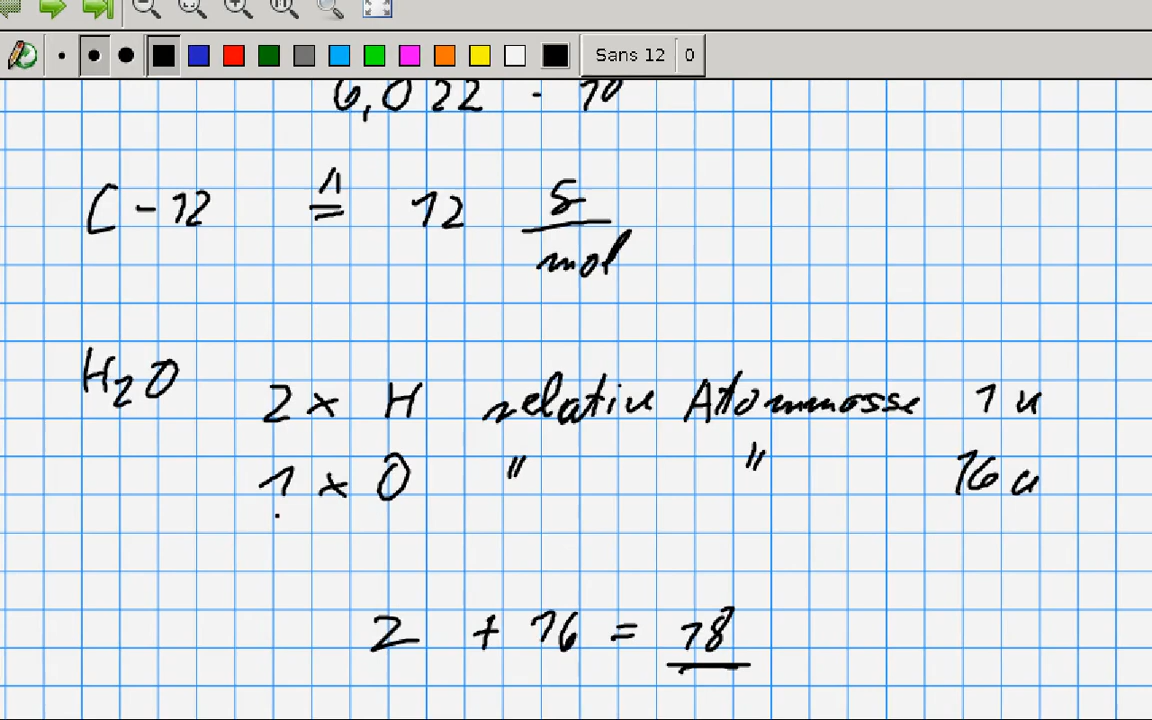 Sans 12 0
6,022 · 10
C-12 ≙ 12 g/mol
H₂O
2 x H relative Atommasse 1 u
1 x O " " 16 u
2 + 16 = 18